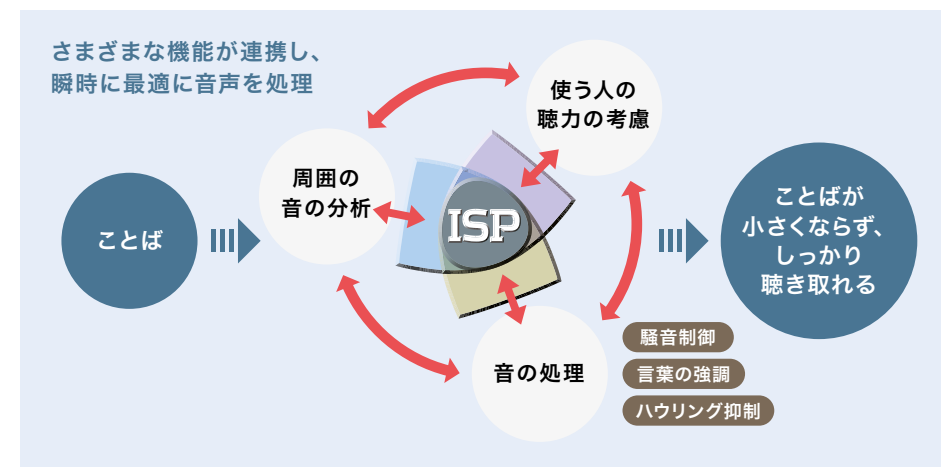 さまざまな機能が連携し、
瞬時に最適に音声を処理
使う人の
聴力の考慮
周囲の
音の分析
ISP
ことば
ことばが
小さくならず、
しっかり
聴き取れる
音の処理
騒音制御
言葉の強調
ハウリング抑制